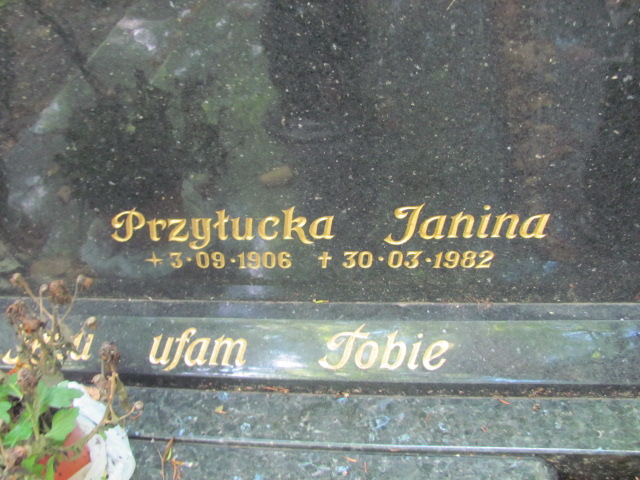 Przyłucka Janina
✦ 3·09·1906 ✝ 30·03·1982
ufam Tobie